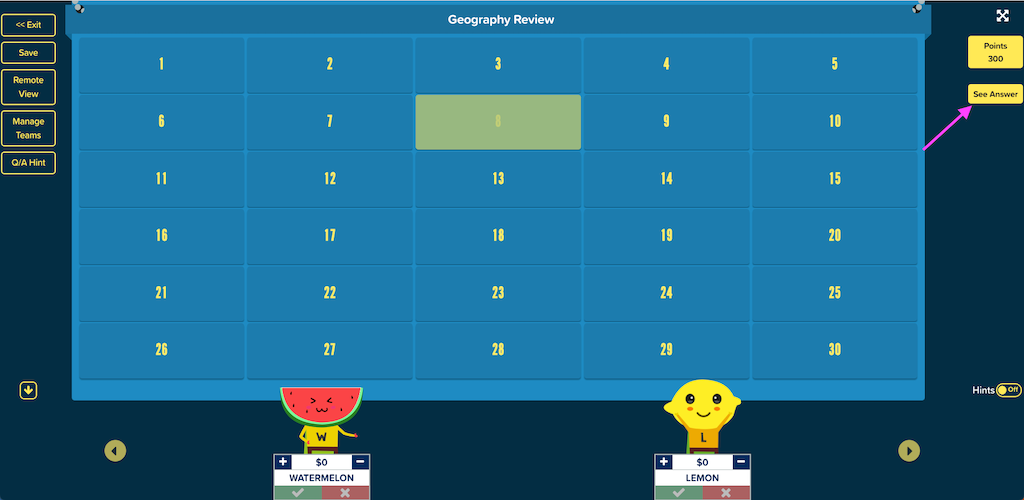 Geography Review
<< Exit
Save
Remote
View
Manage
Teams
Q/A Hint
Points
300
See Answer
1 2 3 4 5
6 7 8 9 10
11 12 13 14 15
16 17 18 19 20
21 22 23 24 25
26 27 28 29 30
Hints Off
W
L
+ $0 −
WATERMELON
+ $0 −
LEMON